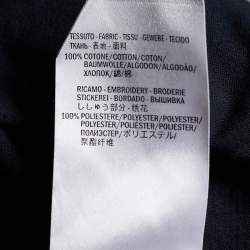 TESSUTO - FABRIC - TISSU - GEWEBE - TECIDO
ТКАНЬ - 表地 - 面料
100% COTONE/COTTON/COTON/
BAUMWOLLE/ALGODÓN/ALGODÃO/
ХЛОПОК/綿/棉
RICAMO - EMBROIDERY - BRODERIE
STICKEREI - BORDADO - ВЫШИВКА
ししゅう部分 - 绣花
100% POLIESTERE/POLYESTER/
POLYESTER/POLYESTER/
POLIÉSTER/POLIÉSTER/
ПОЛИЭСТЕР/ポリエステル/
聚酯纤维